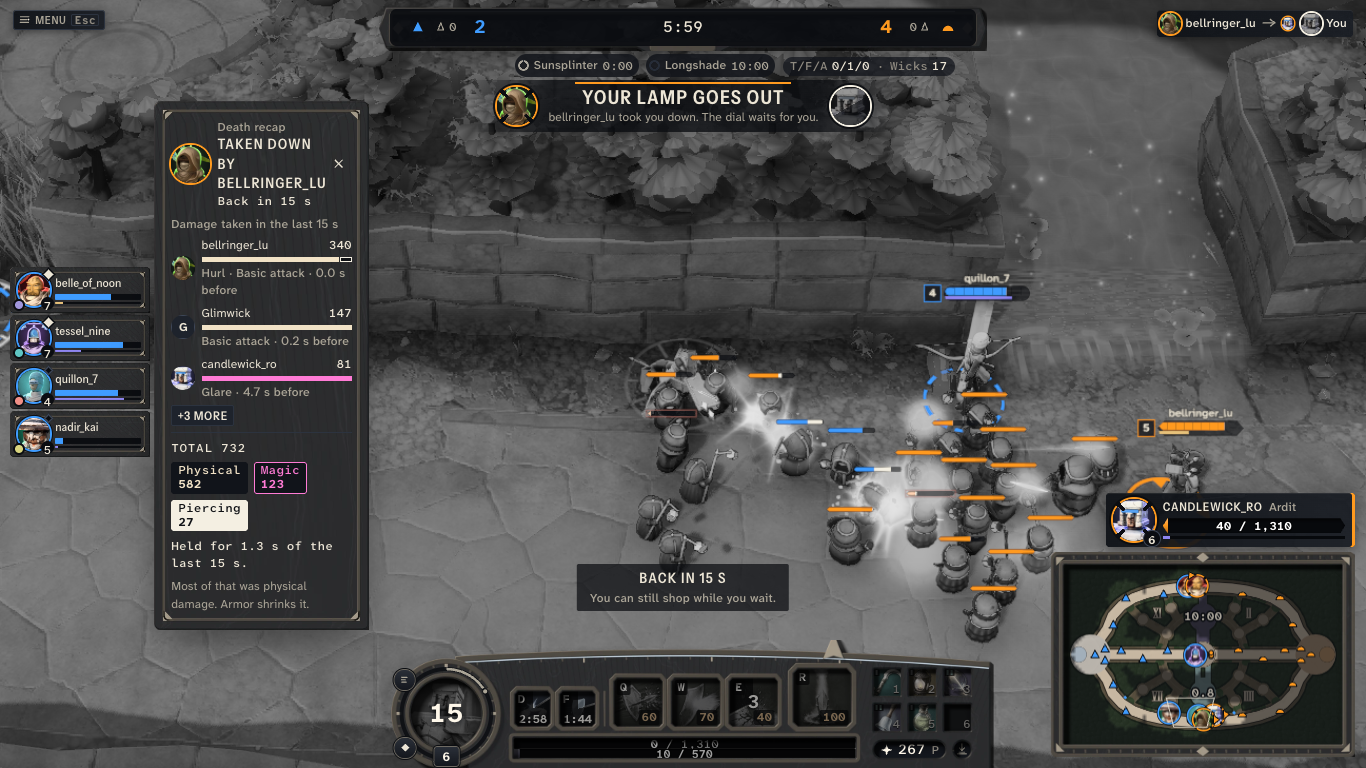 MENU Esc
Δ 0 2 5:59 4 0 Δ
bellringer_lu → You
Sunsplinter 0:00 Longshade 10:00 T/F/A 0/1/0 · Wicks 17
YOUR LAMP GOES OUT
bellringer_lu took you down. The dial waits for you.
Death recap
TAKEN DOWN
BY
BELLRINGER_LU
Back in 15 s
Damage taken in the last 15 s
bellringer_lu 340
Hurl · Basic attack · 0.0 s
before
G
Glimwick 147
Basic attack · 0.2 s before
candlewick_ro 81
Glare · 4.7 s before
+3 MORE
TOTAL 732
Physical
582
Magic
123
Piercing
27
Held for 1.3 s of the
last 15 s.
Most of that was physical
damage. Armor shrinks it.
belle_of_noon
7
tessel_nine
7
quillon_7
4
nadir_kai
5
quillon_7
4
bellringer_lu
5
CANDLEWICK_RO Ardit
40 / 1,310
6
XI
10:00
VII
III
0.8
BACK IN 15 S
You can still shop while you wait.
15
6
D 2:58
F 1:44
Q 60
W 70
E 3 40
R 100
0 / 1,310
10 / 570
1 2 3
4 5 6
267 P